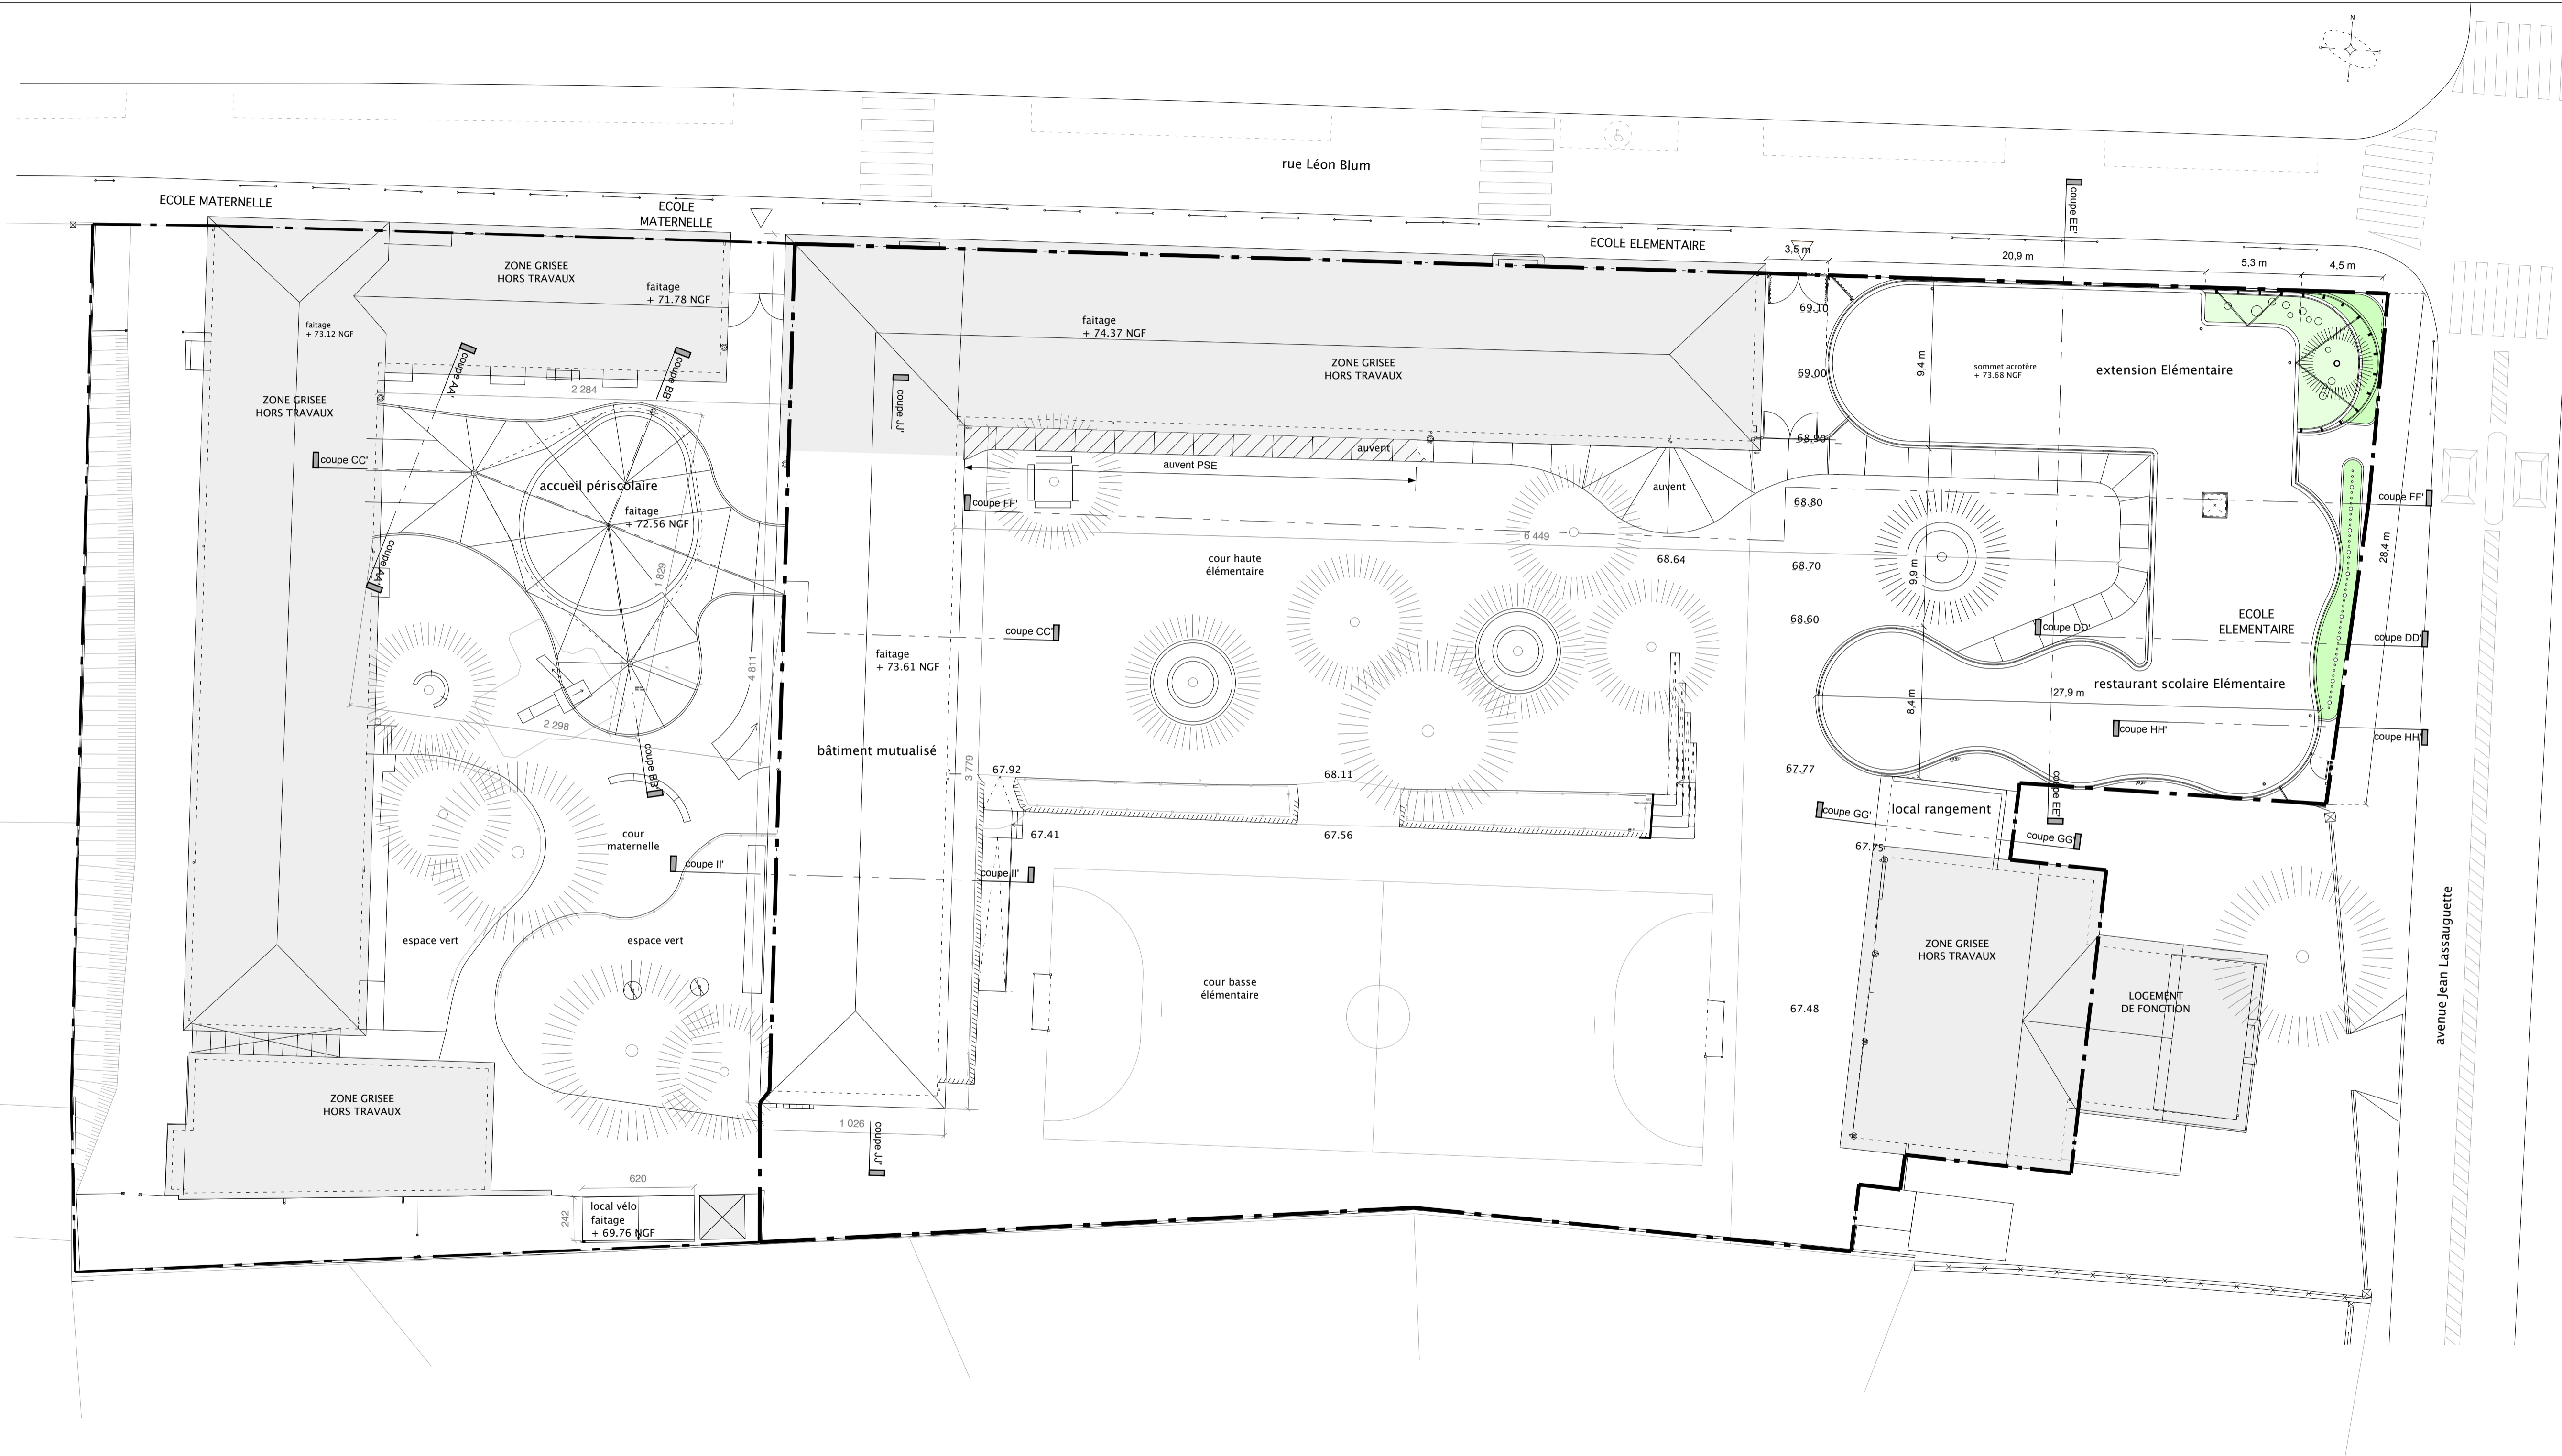 N
rue Léon Blum
coupe EE'
ECOLE MATERNELLE
ECOLE
MATERNELLE
ECOLE ELEMENTAIRE
3,5 m
20,9 m
5,3 m
4,5 m
ZONE GRISEE
HORS TRAVAUX
faitage
+ 71.78 NGF
faitage
+ 73.12 NGF
faitage
+ 74.37 NGF
69.10
ZONE GRISEE
HORS TRAVAUX
69.00
9,4 m
sommet acrotère
+ 73.68 NGF
extension Elémentaire
coupe AA'
coupe BB'
2 284
coupe JJ'
ZONE GRISEE
HORS TRAVAUX
68.90
auvent
auvent PSE
coupe CC'
accueil périscolaire
auvent
coupe FF'
68.80
coupe FF'
faitage
+ 72.56 NGF
6 449
cour haute
élémentaire
68.64
68.70
9,9 m
28,4 m
coupe AA'
1 829
68.60
ECOLE
ELEMENTAIRE
coupe DD'
coupe DD'
coupe CC'
faitage
+ 73.61 NGF
4 811
restaurant scolaire Elémentaire
27,9 m
8,4 m
2 298
coupe HH'
coupe HH'
bâtiment mutualisé
coupe BB'
3 779
67.92
68.11
67.77
coupe EE'
local rangement
coupe GG'
coupe GG'
67.41
67.56
67.75
cour
maternelle
coupe II'
coupe II'
espace vert
espace vert
ZONE GRISEE
HORS TRAVAUX
avenue Jean Lassauguette
cour basse
élémentaire
LOGEMENT
DE FONCTION
67.48
ZONE GRISEE
HORS TRAVAUX
1 026
coupe JJ'
620
242
local vélo
faitage
+ 69.76 NGF